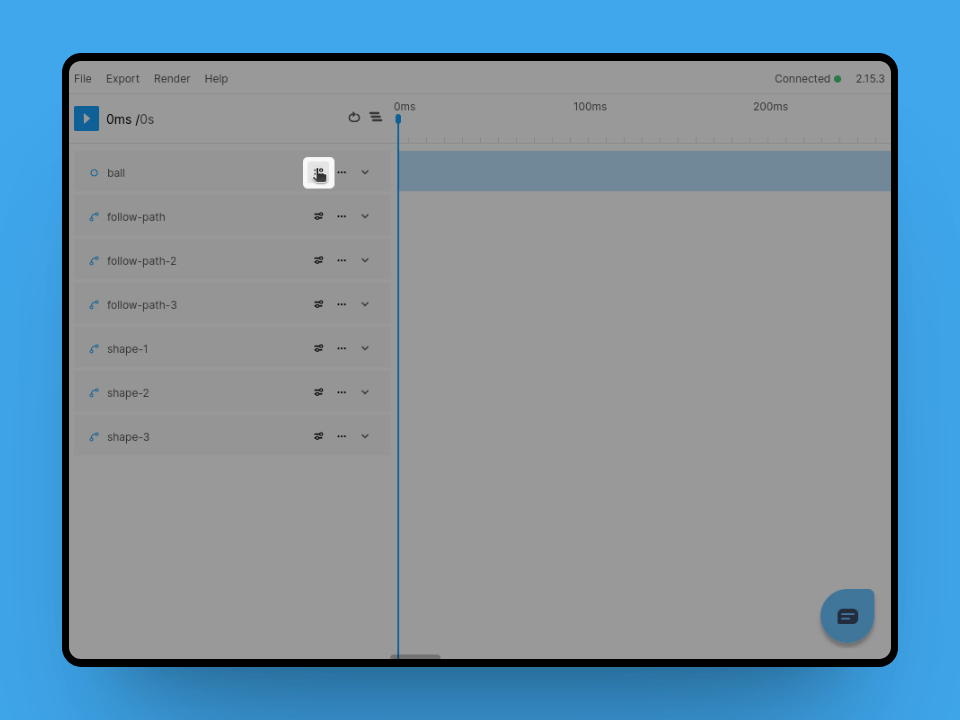 File Export Render Help Connected 2.15.3
0ms /0s 0ms 100ms 200ms
ball
follow-path
follow-path-2
follow-path-3
shape-1
shape-2
shape-3